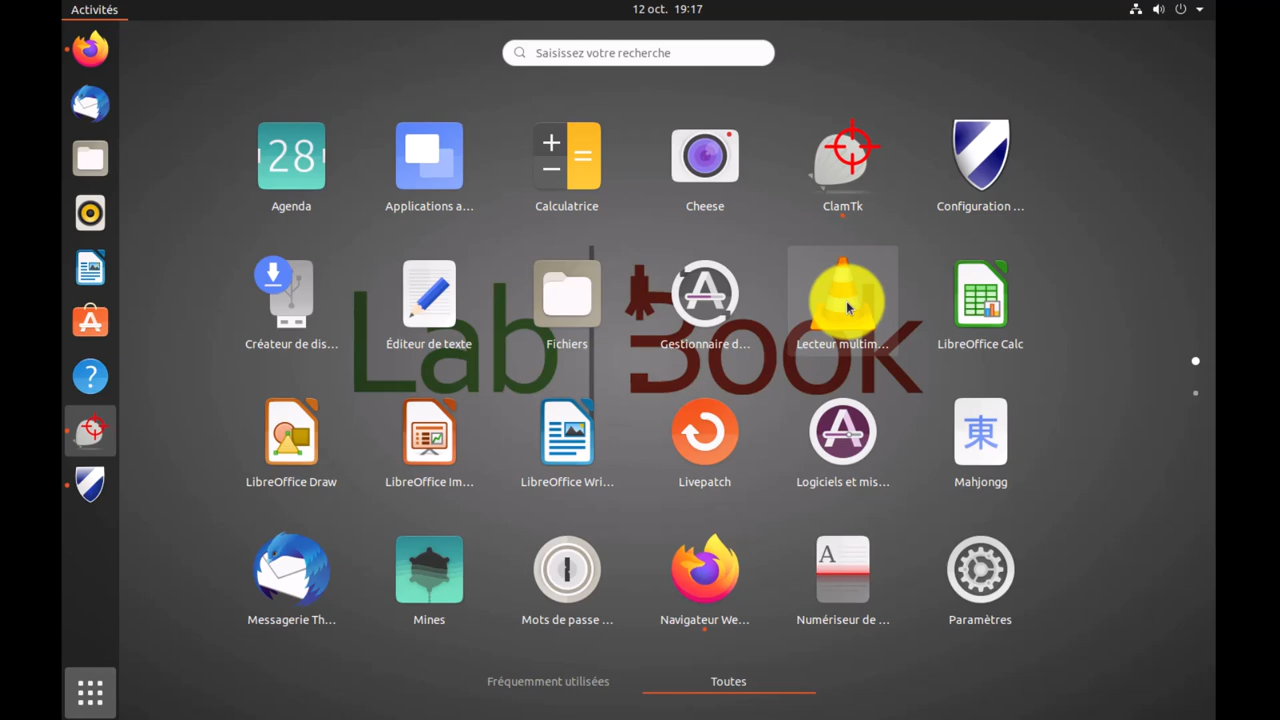 Activités
12 oct. 19:17
Saisissez votre recherche
28
Agenda
Applications a...
Calculatrice
Cheese
ClamTk
Configuration ...
Créateur de dis...
Éditeur de texte
Fichiers
Gestionnaire d...
Lecteur multim...
LibreOffice Calc
Lab Book
LibreOffice Draw
LibreOffice Im...
LibreOffice Wri...
Livepatch
Logiciels et mis...
東
Mahjongg
Messagerie Th...
Mines
Mots de passe ...
Navigateur We...
A
Numériseur de ...
Paramètres
Fréquemment utilisées
Toutes